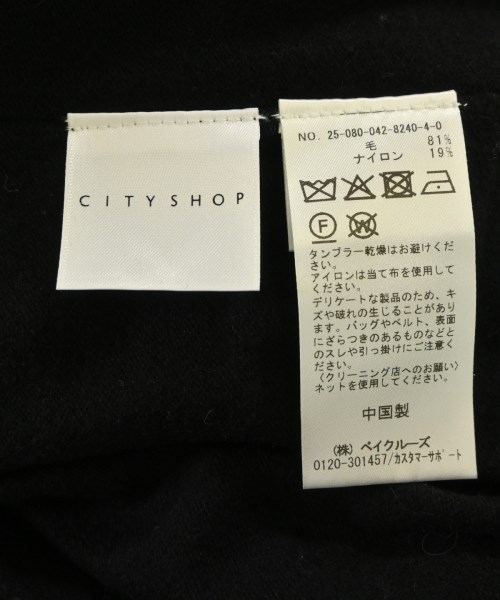 CITYSHOP
NO. 25-080-042-8240-4-0
毛 81%
ナイロン 19%
F W
タンブラー乾燥はお避けくだ
さい。
アイロンは当て布を使用して
ください。
デリケートな製品のため、キ
ズや破れの生じることがあり
ます。バッグやベルト、表面
にざらつきのあるものなどと
のスレや引っ掛けにご注意く
ださい。
〈クリーニング店へのお願い〉
ネットを使用してください。
中国製
(株) ベイクルーズ
0120-301457/カスタマーサポート